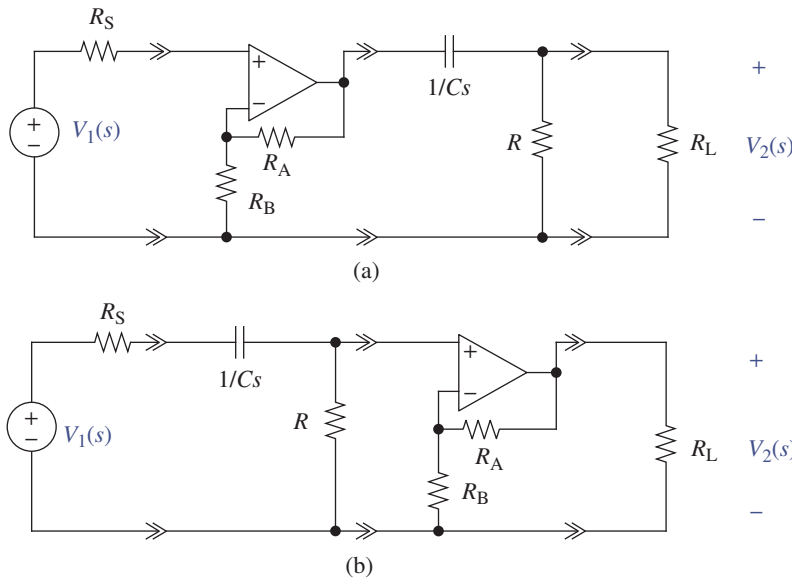 R_S
+
1/Cs
+
+
−
V_1(s)
−
R_A
R
R_L
V_2(s)
R_B
−
(a)
R_S
+
1/Cs
+
+
−
V_1(s)
−
R
R_A
R_L
V_2(s)
R_B
−
(b)